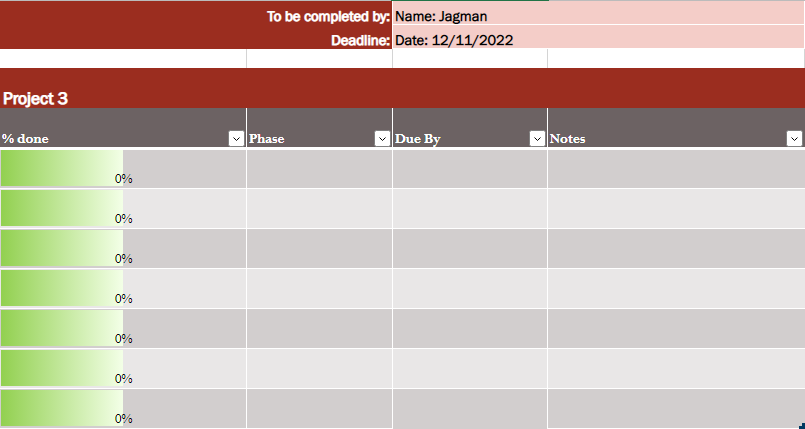 To be completed by: Name: Jagman
Deadline: Date: 12/11/2022
Project 3
% done Phase Due By Notes
0%
0%
0%
0%
0%
0%
0%